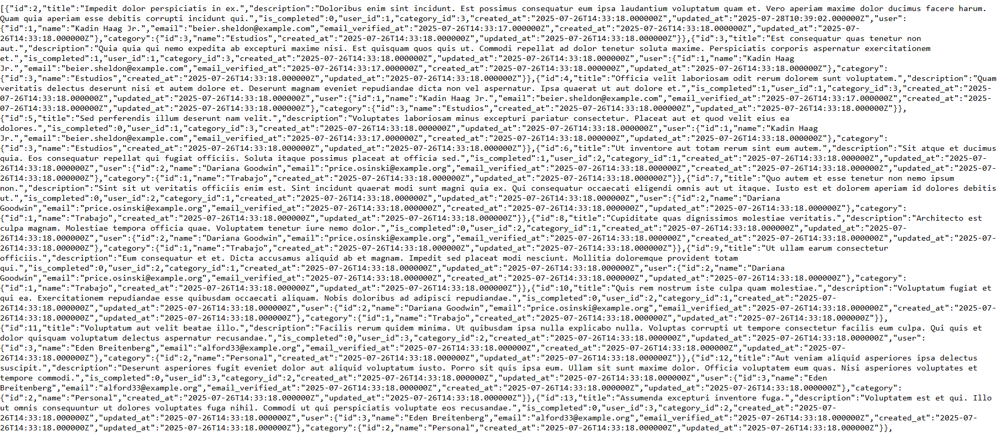 [{"id":2,"title":"Impedit dolor perspiciatis in ex.","description":"Doloribus enim sint incidunt. Est possimus consequatur eum ipsa laudantium voluptatum quam et. Vero aperiam maxime dolor ducimus facere harum.
Quam quia aperiam esse debitis corrupti incidunt qui.","is_completed":0,"user_id":1,"category_id":3,"created_at":"2025-07-26T14:33:18.000000Z","updated_at":"2025-07-28T10:39:02.000000Z","user":
{"id":1,"name":"Kadin Haag Jr.","email":"beier.sheldon@example.com","email_verified_at":"2025-07-26T14:33:17.000000Z","created_at":"2025-07-26T14:33:18.000000Z","updated_at":"2025-07-
26T14:33:18.000000Z"},"category":{"id":3,"name":"Estudios","created_at":"2025-07-26T14:33:18.000000Z","updated_at":"2025-07-26T14:33:18.000000Z"}},{"id":3,"title":"Est consequatur quas tenetur non
aut.","description":"Quia quia qui nemo expedita ab excepturi maxime nisi. Est quisquam quos quis ut. Commodi repellat ad dolor tenetur soluta maxime. Perspiciatis corporis aspernatur exercitationem
et.","is_completed":1,"user_id":1,"category_id":3,"created_at":"2025-07-26T14:33:18.000000Z","updated_at":"2025-07-26T14:33:18.000000Z","user":{"id":1,"name":"Kadin Haag
Jr.","email":"beier.sheldon@example.com","email_verified_at":"2025-07-26T14:33:17.000000Z","created_at":"2025-07-26T14:33:18.000000Z","updated_at":"2025-07-26T14:33:18.000000Z"},"category":
{"id":3,"name":"Estudios","created_at":"2025-07-26T14:33:18.000000Z","updated_at":"2025-07-26T14:33:18.000000Z"}},{"id":4,"title":"Officia velit laboriosam odit rerum dolorem sunt voluptatem.","description":"Quam
veritatis delectus deserunt nisi et autem dolore et. Deserunt magnam eveniet repudiandae dicta non vel aspernatur. Ipsa quaerat ut aut dolore et.","is_completed":1,"user_id":1,"category_id":3,"created_at":"2025-
07-26T14:33:18.000000Z","updated_at":"2025-07-26T14:33:18.000000Z","user":{"id":1,"name":"Kadin Haag Jr.","email":"beier.sheldon@example.com","email_verified_at":"2025-07-26T14:33:17.000000Z","created_at":"2025-
07-26T14:33:18.000000Z","updated_at":"2025-07-26T14:33:18.000000Z"},"category":{"id":3,"name":"Estudios","created_at":"2025-07-26T14:33:18.000000Z","updated_at":"2025-07-26T14:33:18.000000Z"}},
{"id":5,"title":"Sed perferendis illum deserunt nam velit.","description":"Voluptates laboriosam minus excepturi pariatur consectetur. Placeat aut et quod velit eius ea
dolores.","is_completed":0,"user_id":1,"category_id":3,"created_at":"2025-07-26T14:33:18.000000Z","updated_at":"2025-07-26T14:33:18.000000Z","user":{"id":1,"name":"Kadin Haag
Jr.","email":"beier.sheldon@example.com","email_verified_at":"2025-07-26T14:33:17.000000Z","created_at":"2025-07-26T14:33:18.000000Z","updated_at":"2025-07-26T14:33:18.000000Z"},"category":
{"id":3,"name":"Estudios","created_at":"2025-07-26T14:33:18.000000Z","updated_at":"2025-07-26T14:33:18.000000Z"}},{"id":6,"title":"Ut inventore aut totam rerum sint eum autem.","description":"Sit atque et ducimus
quia. Eos consequatur repellat qui fugiat officiis. Soluta itaque possimus placeat at officia sed.","is_completed":1,"user_id":2,"category_id":1,"created_at":"2025-07-26T14:33:18.000000Z","updated_at":"2025-07-
26T14:33:18.000000Z","user":{"id":2,"name":"Dariana Goodwin","email":"price.osinski@example.org","email_verified_at":"2025-07-26T14:33:18.000000Z","created_at":"2025-07-26T14:33:18.000000Z","updated_at":"2025-07-
26T14:33:18.000000Z"},"category":{"id":1,"name":"Trabajo","created_at":"2025-07-26T14:33:18.000000Z","updated_at":"2025-07-26T14:33:18.000000Z"}},{"id":7,"title":"Quo autem et esse tenetur non nemo ipsum
non.","description":"Sint sit ut veritatis officiis enim est. Sint incidunt quaerat modi sunt magni quia ex. Qui consequatur occaecati eligendi omnis aut ut itaque. Iusto est et dolorem aperiam id dolores debitis
ut.","is_completed":0,"user_id":2,"category_id":1,"created_at":"2025-07-26T14:33:18.000000Z","updated_at":"2025-07-26T14:33:18.000000Z","user":{"id":2,"name":"Dariana
Goodwin","email":"price.osinski@example.org","email_verified_at":"2025-07-26T14:33:18.000000Z","created_at":"2025-07-26T14:33:18.000000Z","updated_at":"2025-07-26T14:33:18.000000Z"},"category":
{"id":1,"name":"Trabajo","created_at":"2025-07-26T14:33:18.000000Z","updated_at":"2025-07-26T14:33:18.000000Z"}},{"id":8,"title":"Cupiditate quas dignissimos molestiae veritatis.","description":"Architecto est
culpa magnam. Molestiae tempora officia quae. Voluptatem tenetur iure nemo dolor.","is_completed":0,"user_id":2,"category_id":1,"created_at":"2025-07-26T14:33:18.000000Z","updated_at":"2025-07-
26T14:33:18.000000Z","user":{"id":2,"name":"Dariana Goodwin","email":"price.osinski@example.org","email_verified_at":"2025-07-26T14:33:18.000000Z","created_at":"2025-07-26T14:33:18.000000Z","updated_at":"2025-07-
26T14:33:18.000000Z"},"category":{"id":1,"name":"Trabajo","created_at":"2025-07-26T14:33:18.000000Z","updated_at":"2025-07-26T14:33:18.000000Z"}},{"id":9,"title":"Ut ullam earum consectetur
officiis.","description":"Eum consequatur et et. Dicta accusamus aliquid ab et magnam. Impedit sed placeat modi nesciunt. Mollitia doloremque provident totam
qui.","is_completed":0,"user_id":2,"category_id":1,"created_at":"2025-07-26T14:33:18.000000Z","updated_at":"2025-07-26T14:33:18.000000Z","user":{"id":2,"name":"Dariana
Goodwin","email":"price.osinski@example.org","email_verified_at":"2025-07-26T14:33:18.000000Z","created_at":"2025-07-26T14:33:18.000000Z","updated_at":"2025-07-26T14:33:18.000000Z"},"category":
{"id":1,"name":"Trabajo","created_at":"2025-07-26T14:33:18.000000Z","updated_at":"2025-07-26T14:33:18.000000Z"}},{"id":10,"title":"Quis rem nostrum iste culpa quam molestiae.","description":"Voluptatum fugiat et
qui ea. Exercitationem repudiandae esse quibusdam occaecati aliquam. Nobis doloribus ad adipisci repudiandae.","is_completed":0,"user_id":2,"category_id":1,"created_at":"2025-07-
26T14:33:18.000000Z","updated_at":"2025-07-26T14:33:18.000000Z","user":{"id":2,"name":"Dariana Goodwin","email":"price.osinski@example.org","email_verified_at":"2025-07-26T14:33:18.000000Z","created_at":"2025-07-
26T14:33:18.000000Z","updated_at":"2025-07-26T14:33:18.000000Z"},"category":{"id":1,"name":"Trabajo","created_at":"2025-07-26T14:33:18.000000Z","updated_at":"2025-07-26T14:33:18.000000Z"}},
{"id":11,"title":"Voluptatum aut velit beatae illo.","description":"Facilis rerum quidem minima. Ut quibusdam ipsa nulla explicabo nulla. Voluptas corrupti ut tempore consectetur facilis eum culpa. Qui quis et
dolor quisquam voluptatum delectus aspernatur recusandae.","is_completed":0,"user_id":3,"category_id":2,"created_at":"2025-07-26T14:33:18.000000Z","updated_at":"2025-07-26T14:33:18.000000Z","user":
{"id":3,"name":"Eden Breitenberg","email":"alford33@example.org","email_verified_at":"2025-07-26T14:33:18.000000Z","created_at":"2025-07-26T14:33:18.000000Z","updated_at":"2025-07-
26T14:33:18.000000Z"},"category":{"id":2,"name":"Personal","created_at":"2025-07-26T14:33:18.000000Z","updated_at":"2025-07-26T14:33:18.000000Z"}},{"id":12,"title":"Aut veniam aliquid asperiores ipsa delectus
suscipit.","description":"Deserunt asperiores fugit eveniet dolor aut aliquid voluptatum iusto. Porro sit quis ipsa eum. Ullam sit sunt maxime dolor. Officia voluptatem eum quas. Nisi asperiores voluptates et
tempore commodi.","is_completed":0,"user_id":3,"category_id":2,"created_at":"2025-07-26T14:33:18.000000Z","updated_at":"2025-07-26T14:33:18.000000Z","user":{"id":3,"name":"Eden
Breitenberg","email":"alford33@example.org","email_verified_at":"2025-07-26T14:33:18.000000Z","created_at":"2025-07-26T14:33:18.000000Z","updated_at":"2025-07-26T14:33:18.000000Z"},"category":
{"id":2,"name":"Personal","created_at":"2025-07-26T14:33:18.000000Z","updated_at":"2025-07-26T14:33:18.000000Z"}},{"id":13,"title":"Assumenda excepturi inventore fuga.","description":"Voluptatem est et qui. Illo
ut omnis consequuntur ut dolores voluptates fuga nihil. Commodi ut qui perspiciatis voluptate eos recusandae.","is_completed":0,"user_id":3,"category_id":2,"created_at":"2025-07-
26T14:33:18.000000Z","updated_at":"2025-07-26T14:33:18.000000Z","user":{"id":3,"name":"Eden Breitenberg","email":"alford33@example.org","email_verified_at":"2025-07-26T14:33:18.000000Z","created_at":"2025-07-
26T14:33:18.000000Z","updated_at":"2025-07-26T14:33:18.000000Z"},"category":{"id":2,"name":"Personal","created_at":"2025-07-26T14:33:18.000000Z","updated_at":"2025-07-26T14:33:18.000000Z"}},